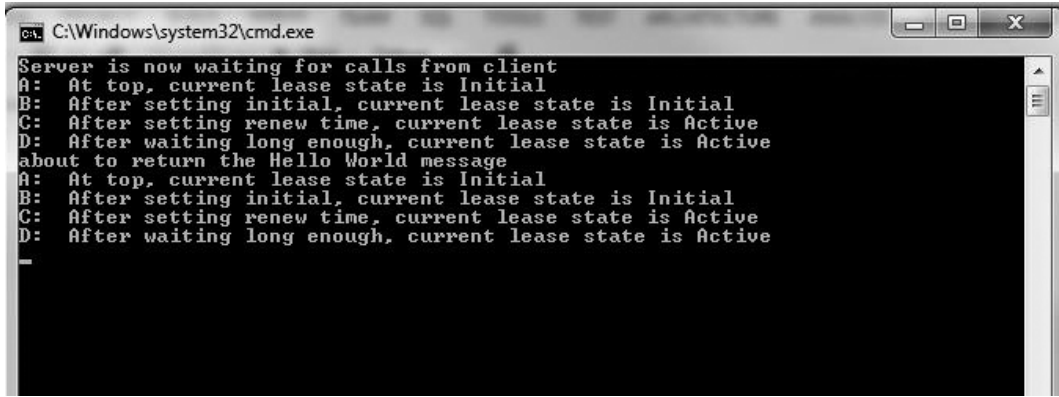 C:\Windows\system32\cmd.exe
Server is now waiting for calls from client
A:  At top, current lease state is Initial
B:  After setting initial, current lease state is Initial
C:  After setting renew time, current lease state is Active
D:  After waiting long enough, current lease state is Active
about to return the Hello World message
A:  At top, current lease state is Initial
B:  After setting initial, current lease state is Initial
C:  After setting renew time, current lease state is Active
D:  After waiting long enough, current lease state is Active